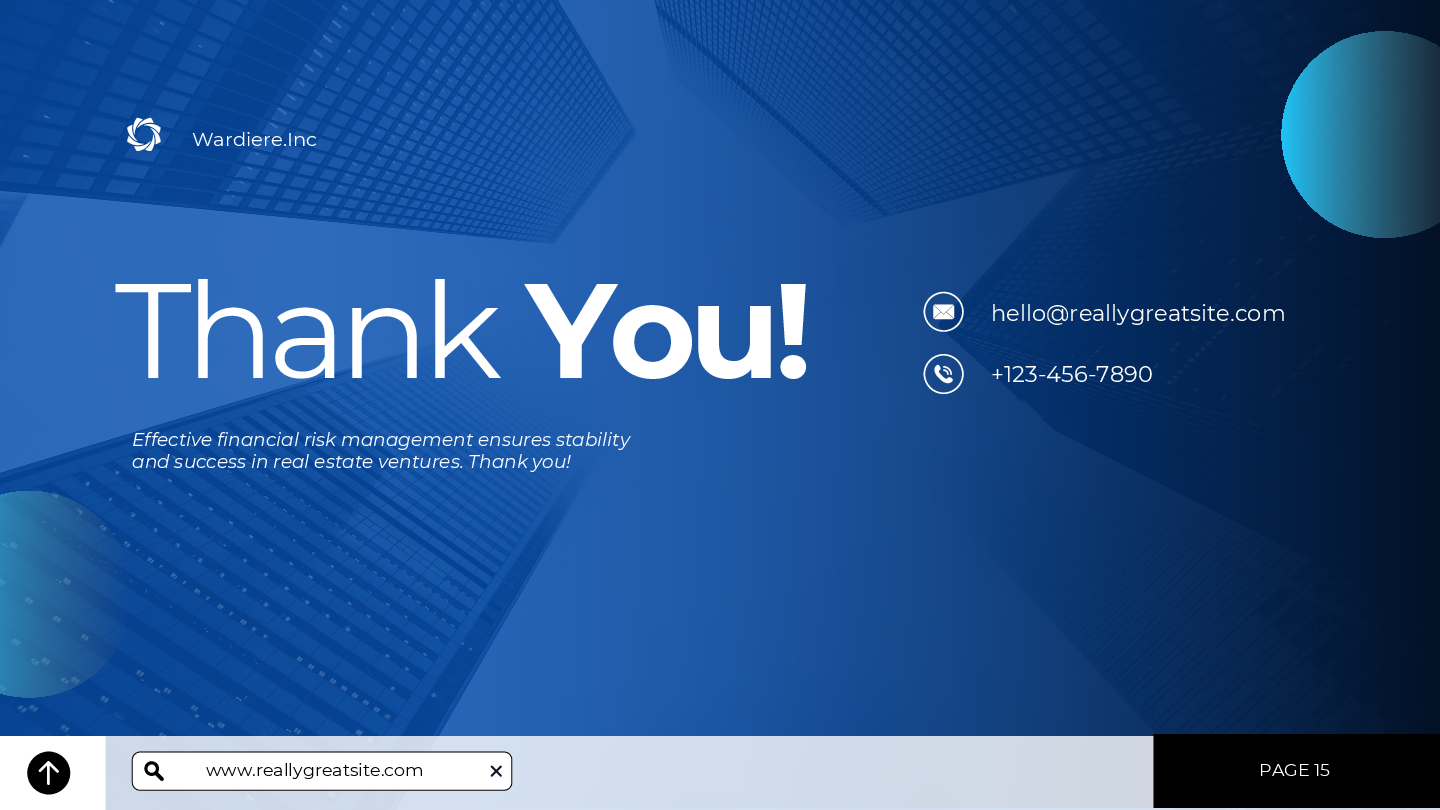 Wardiere.Inc
Thank You!
hello@reallygreatsite.com
+123-456-7890
Effective financial risk management ensures stability
and success in real estate ventures. Thank you!
www.reallygreatsite.com
PAGE 15